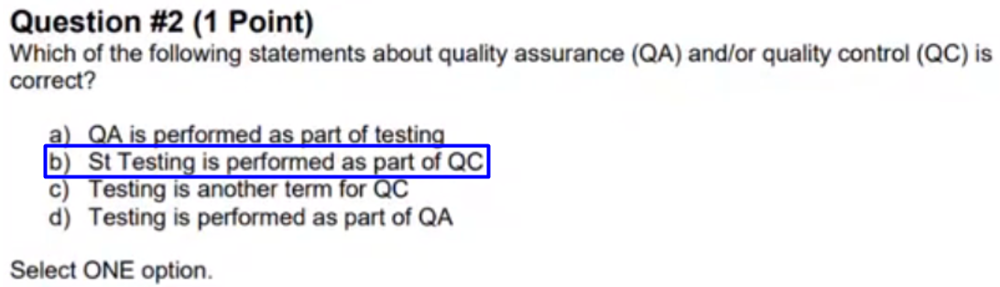 Question #2 (1 Point)
Which of the following statements about quality assurance (QA) and/or quality control (QC) is
correct?
a) QA is performed as part of testing
b) St Testing is performed as part of QC
c) Testing is another term for QC
d) Testing is performed as part of QA
Select ONE option.